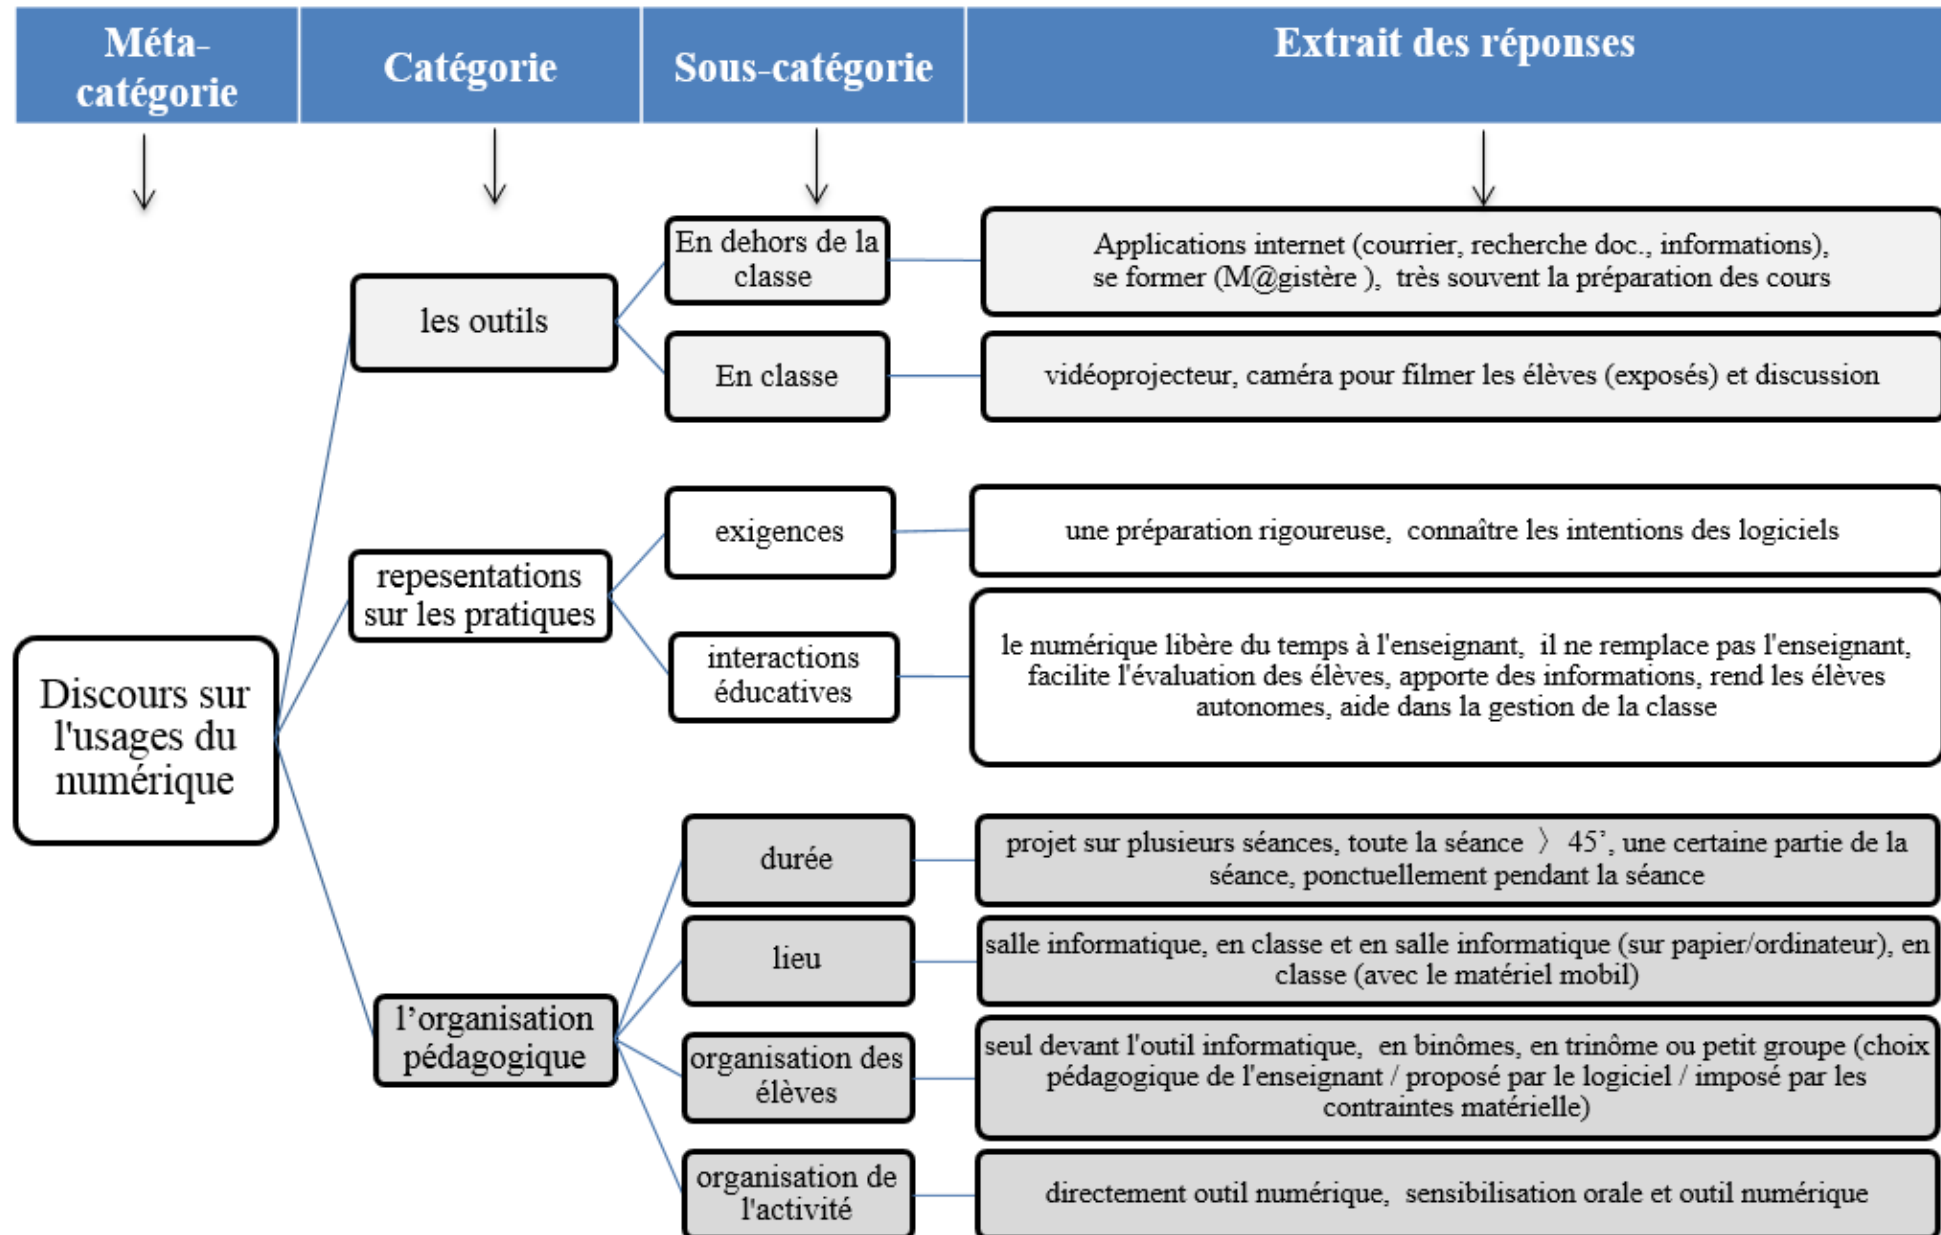 Méta-
catégorie
Catégorie
Sous-catégorie
Extrait des réponses
En dehors de la
classe
Applications internet (courrier, recherche doc., informations),
se former (M@gistère ), très souvent la préparation des cours
les outils
En classe
vidéoprojecteur, caméra pour filmer les élèves (exposés) et discussion
exigences
une préparation rigoureuse, connaître les intentions des logiciels
repésentations
sur les pratiques
interactions
éducatives
le numérique libère du temps à l'enseignant, il ne remplace pas l'enseignant,
facilite l'évaluation des élèves, apporte des informations, rend les élèves
autonomes, aide dans la gestion de la classe
Discours sur
l'usages du
numérique
durée
projet sur plusieurs séances, toute la séance 〉 45’, une certaine partie de la
séance, ponctuellement pendant la séance
lieu
salle informatique, en classe et en salle informatique (sur papier/ordinateur), en
classe (avec le matériel mobil)
l’organisation
pédagogique
organisation des
élèves
seul devant l'outil informatique, en binômes, en trinôme ou petit groupe (choix
pédagogique de l'enseignant / proposé par le logiciel / imposé par les
contraintes matérielle)
organisation de
l'activité
directement outil numérique, sensibilisation orale et outil numérique